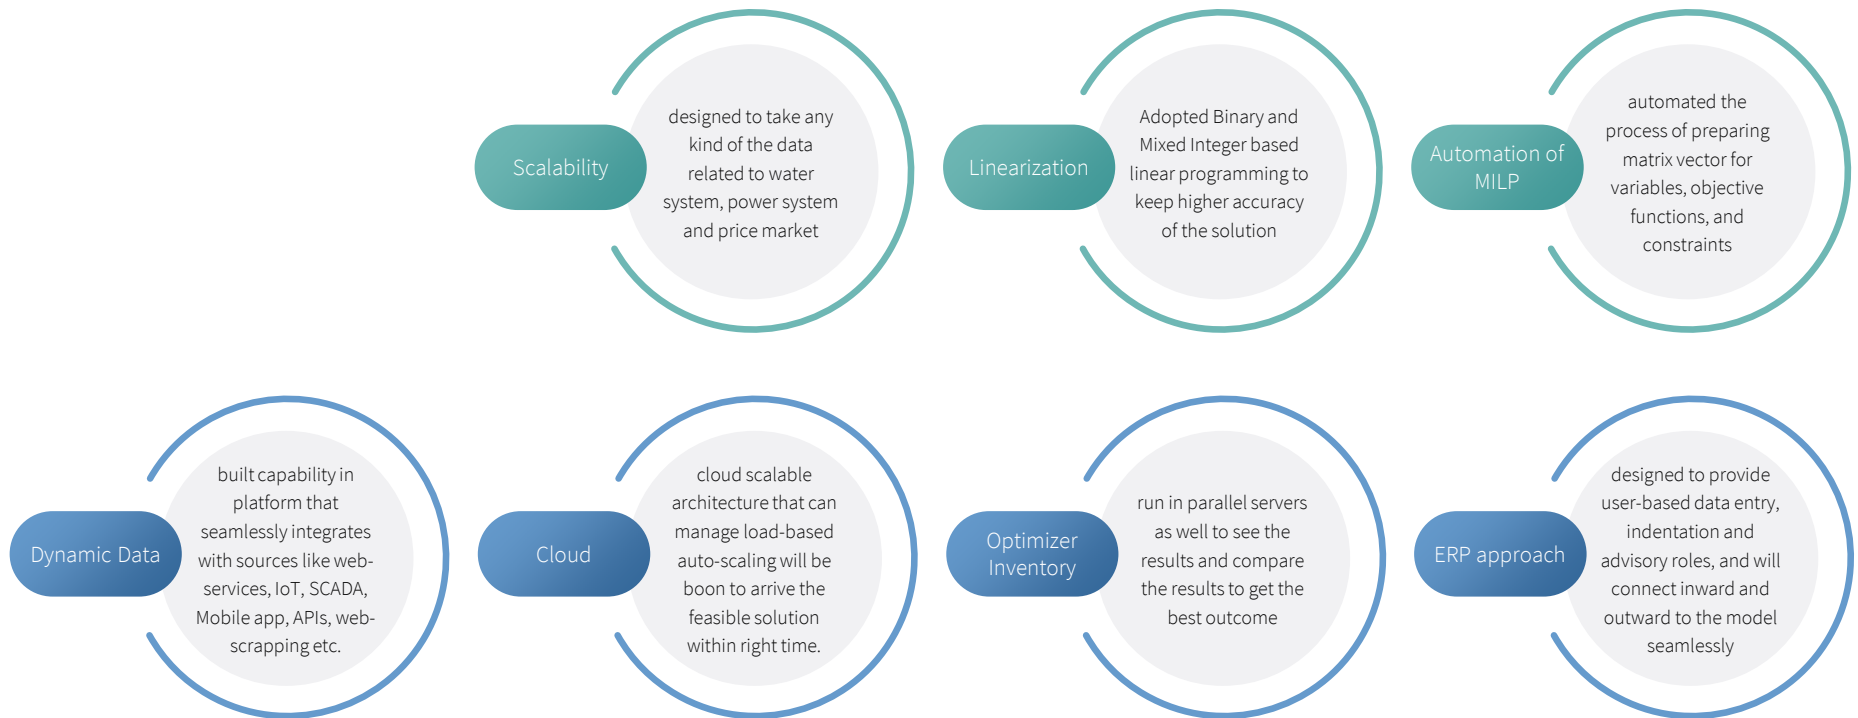 Scalability
designed to take any
kind of the data
related to water
system, power system
and price market
Linearization
Adopted Binary and
Mixed Integer based
linear programming to
keep higher accuracy
of the solution
Automation of
MILP
automated the
process of preparing
matrix vector for
variables, objective
functions, and
constraints
Dynamic Data
built capability in
platform that
seamlessly integrates
with sources like web-
services, IoT, SCADA,
Mobile app, APIs, web-
scrapping etc.
Cloud
cloud scalable
architecture that can
manage load-based
auto-scaling will be
boon to arrive the
feasible solution
within right time.
Optimizer
Inventory
run in parallel servers
as well to see the
results and compare
the results to get the
best outcome
ERP approach
designed to provide
user-based data entry,
indentation and
advisory roles, and will
connect inward and
outward to the model
seamlessly